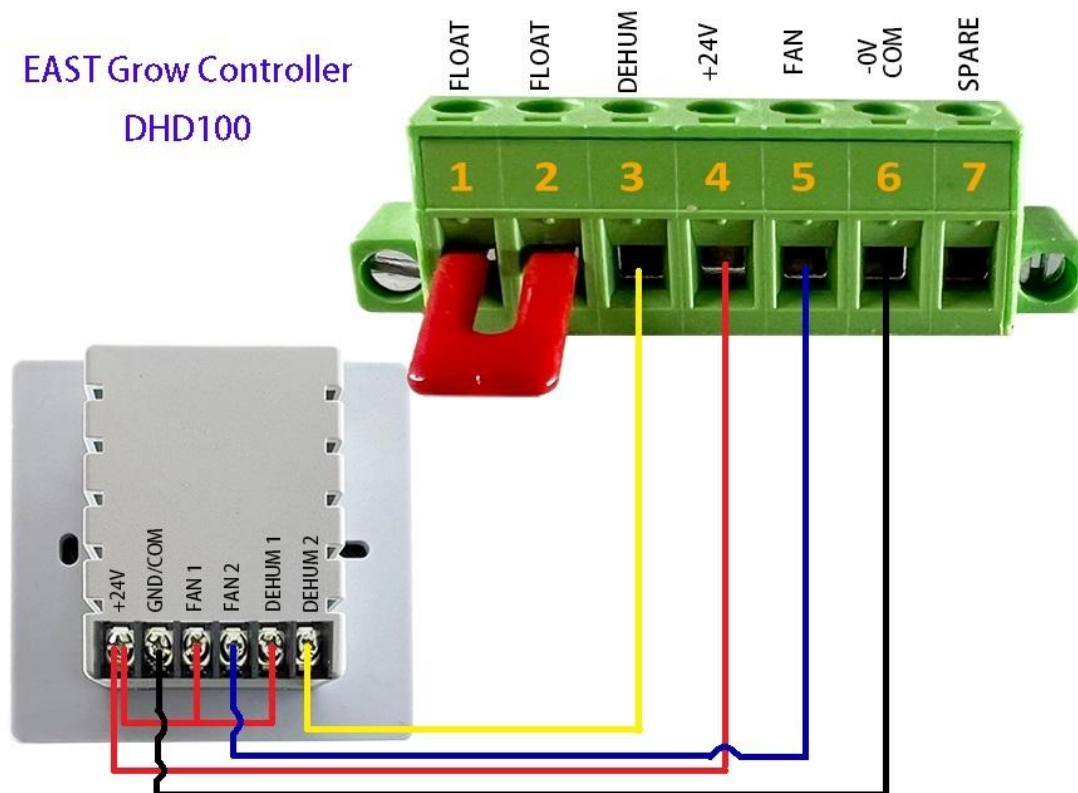 EAST Grow Controller
DHD100
FLOAT
FLOAT
DEHUM
+24V
FAN
-0V
COM
SPARE
1
2
3
4
5
6
7
+24V
GND/COM
FAN 1
FAN 2
DEHUM 1
DEHUM 2